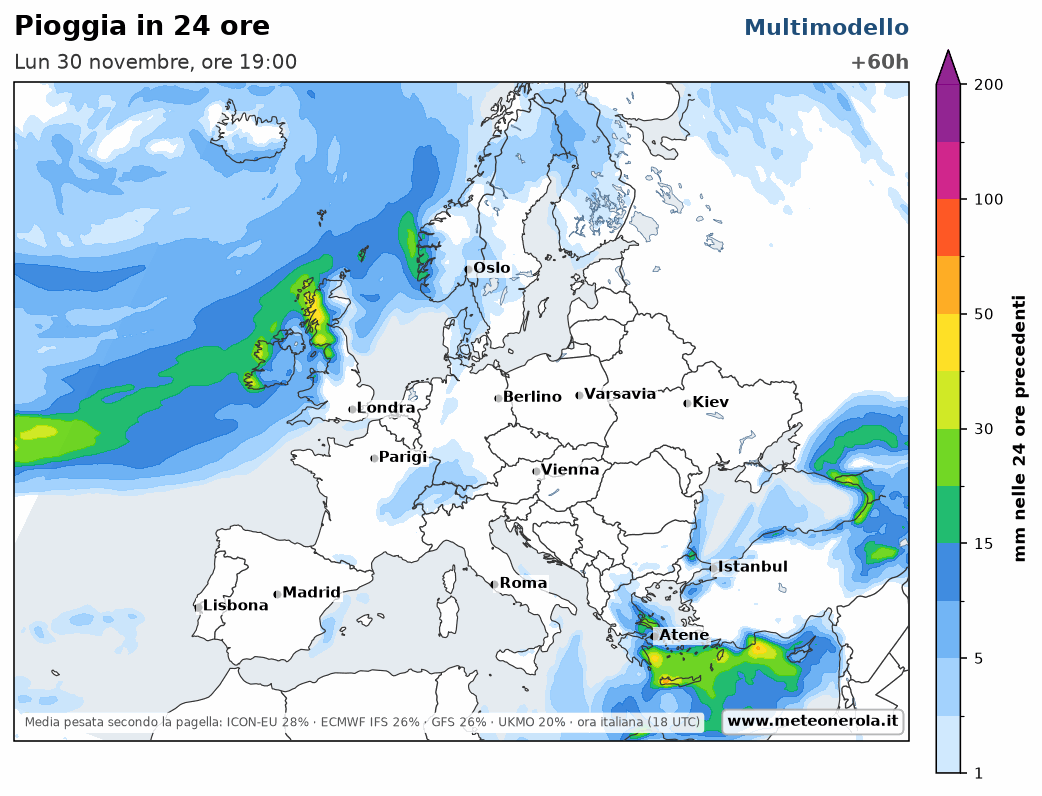 Pioggia in 24 ore
Multimodello
Lun 30 novembre, ore 19:00
+60h
200
100
50
30
15
5
1
mm nelle 24 ore precedenti
Oslo
Berlino
Varsavia
Kiev
Londra
Parigi
Vienna
Istanbul
Roma
Madrid
Lisbona
Atene
Media pesata secondo la pagella: ICON-EU 28% · ECMWF IFS 26% · GFS 26% · UKMO 20% · ora italiana (18 UTC)
www.meteonerola.it